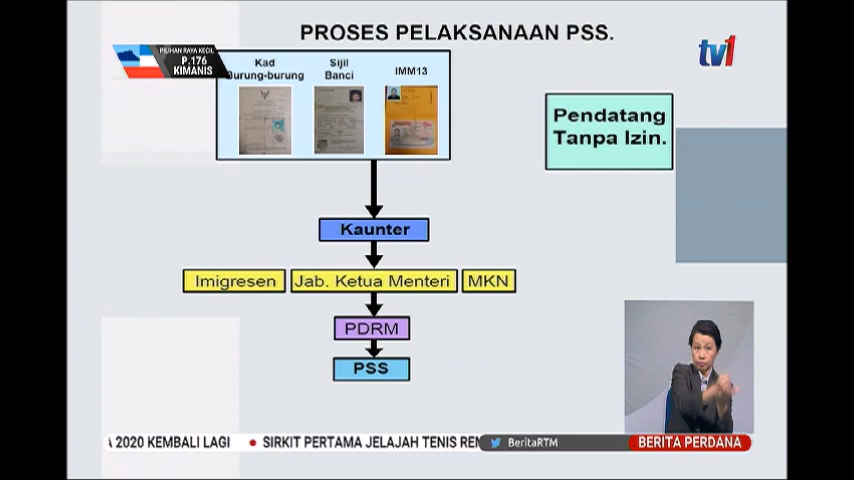 PROSES PELAKSANAAN PSS.
PILIHAN RAYA KECIL
P.176
KIMANIS
tv1
Kad
Burung-burung
Sijil
Banci
IMM13
Pendatang
Tanpa Izin.
Kaunter
Imigresen
Jab. Ketua Menteri
MKN
PDRM
PSS
A 2020 KEMBALI LAGI • SIRKIT PERTAMA JELAJAH TENIS REM
BeritaRTM
BERITA PERDANA